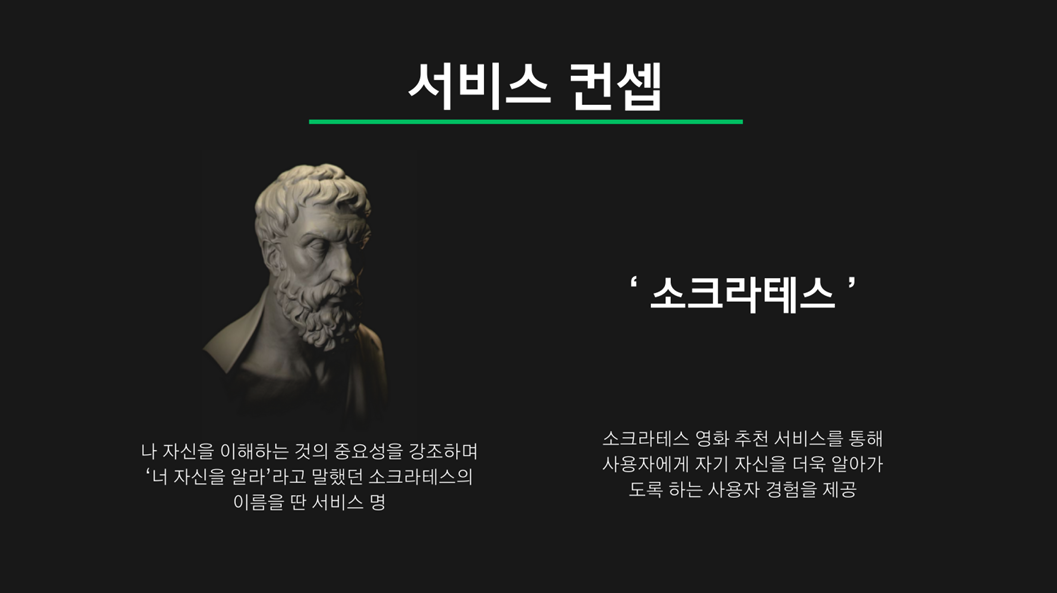 서비스 컨셉
나 자신을 이해하는 것의 중요성을 강조하며
‘너 자신을 알라’라고 말했던 소크라테스의
이름을 딴 서비스 명
‘ 소크라테스 ’
소크라테스 영화 추천 서비스를 통해
사용자에게 자기 자신을 더욱 알아가
도록 하는 사용자 경험을 제공